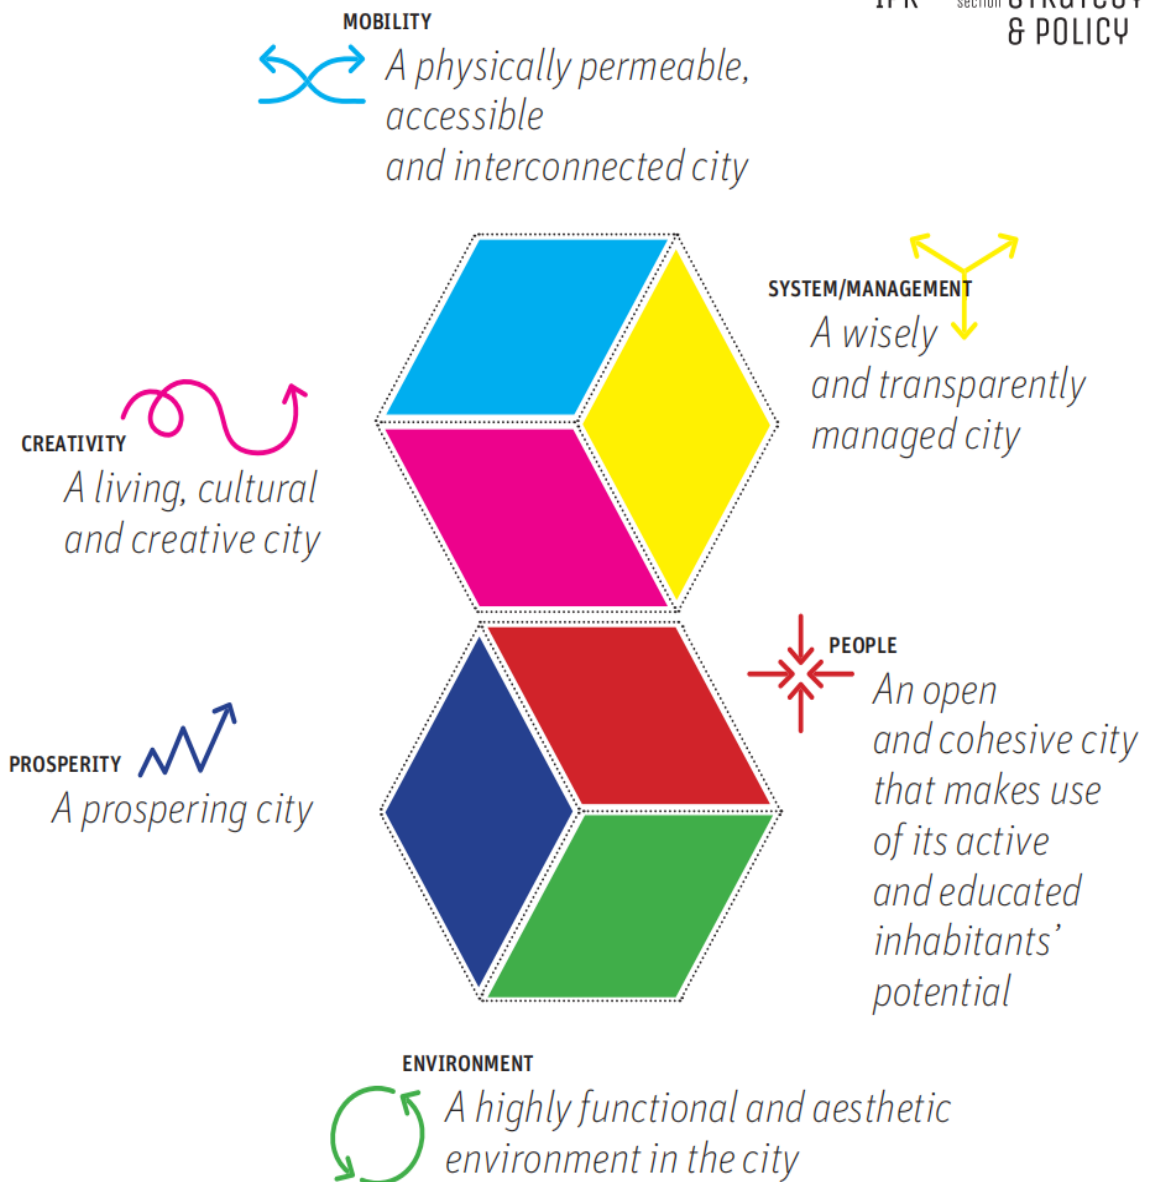 MOBILITY
A physically permeable,
accessible
and interconnected city
section STRATEGY
& POLICY
SYSTEM/MANAGEMENT
A wisely
and transparently
managed city
CREATIVITY
A living, cultural
and creative city
PEOPLE
An open
and cohesive city
that makes use
of its active
and educated
inhabitants’
potential
PROSPERITY
A prospering city
ENVIRONMENT
A highly functional and aesthetic
environment in the city